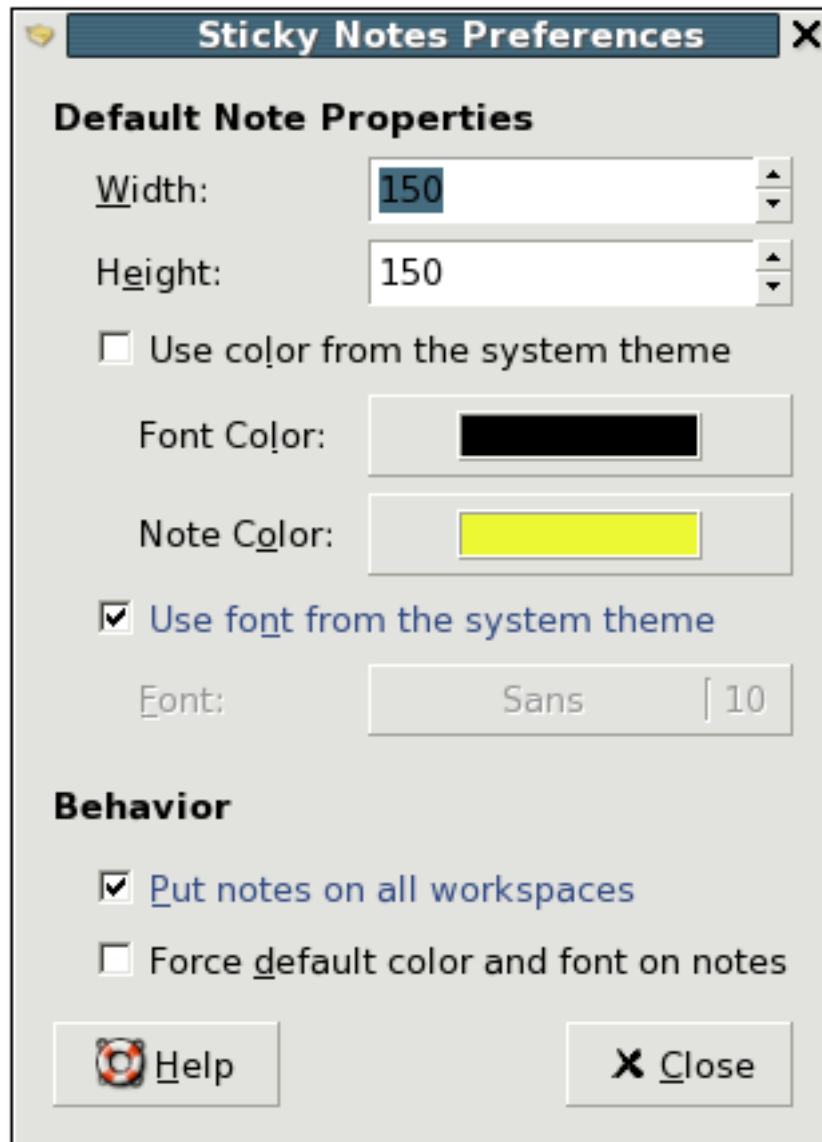 Sticky Notes Preferences
Default Note Properties
Width: 150
Height: 150
Use color from the system theme
Font Color:
Note Color:
Use font from the system theme
Font: Sans 10
Behavior
Put notes on all workspaces
Force default color and font on notes
Help Close